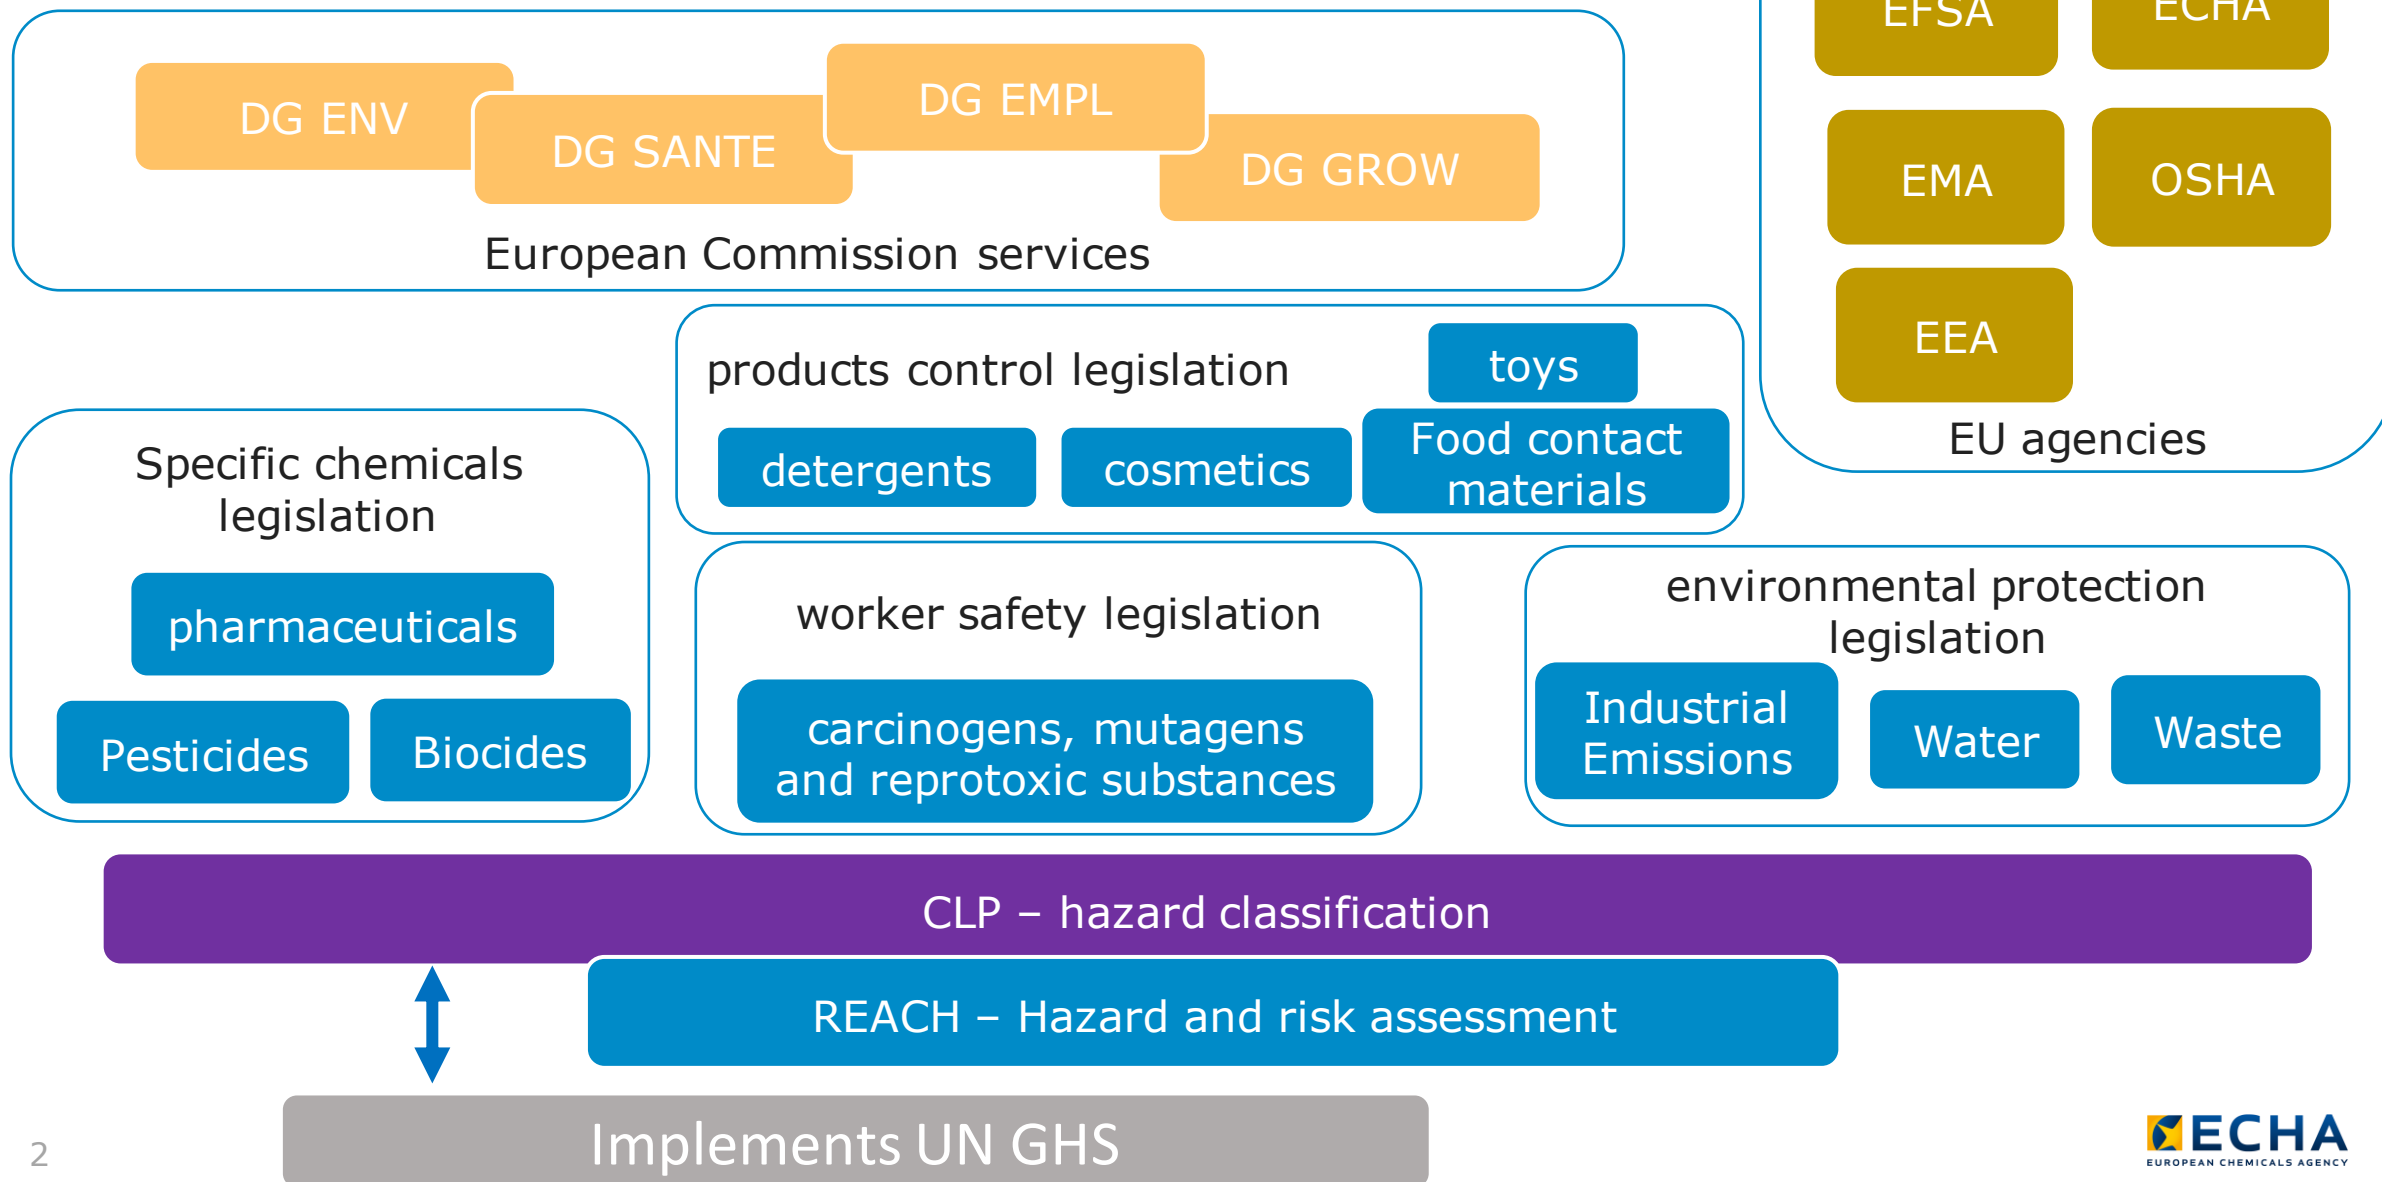 EFSA
ECHA
DG ENV
DG SANTE
DG EMPL
DG GROW
European Commission services
EMA
OSHA
EEA
EU agencies
products control legislation
toys
detergents
cosmetics
Food contact
materials
Specific chemicals
legislation
pharmaceuticals
Pesticides
Biocides
worker safety legislation
carcinogens, mutagens
and reprotoxic substances
environmental protection
legislation
Industrial
Emissions
Water
Waste
CLP – hazard classification
REACH – Hazard and risk assessment
Implements UN GHS
2
ECHA
EUROPEAN CHEMICALS AGENCY